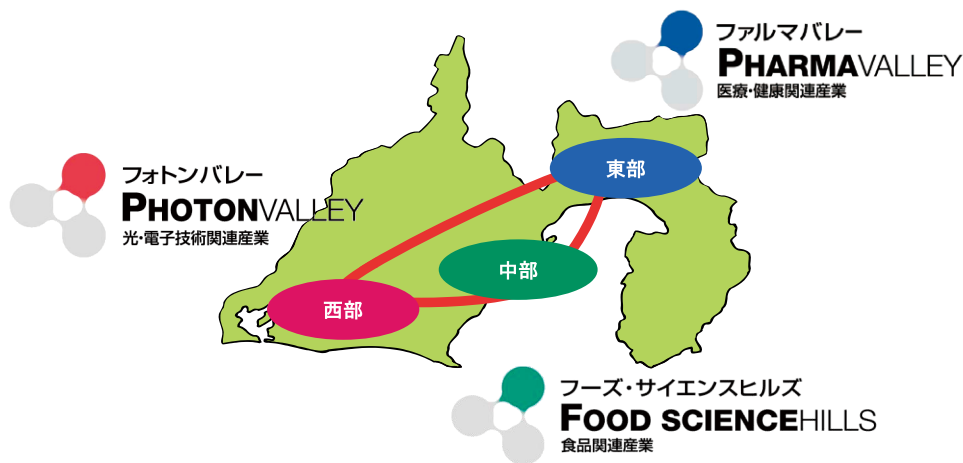 ファルマバレー
PHARMAVALLEY
医療・健康関連産業
東部
フォトンバレー
PHOTONVALLEY
光・電子技術関連産業
中部
西部
フーズ・サイエンスヒルズ
FOOD SCIENCEHILLS
食品関連産業